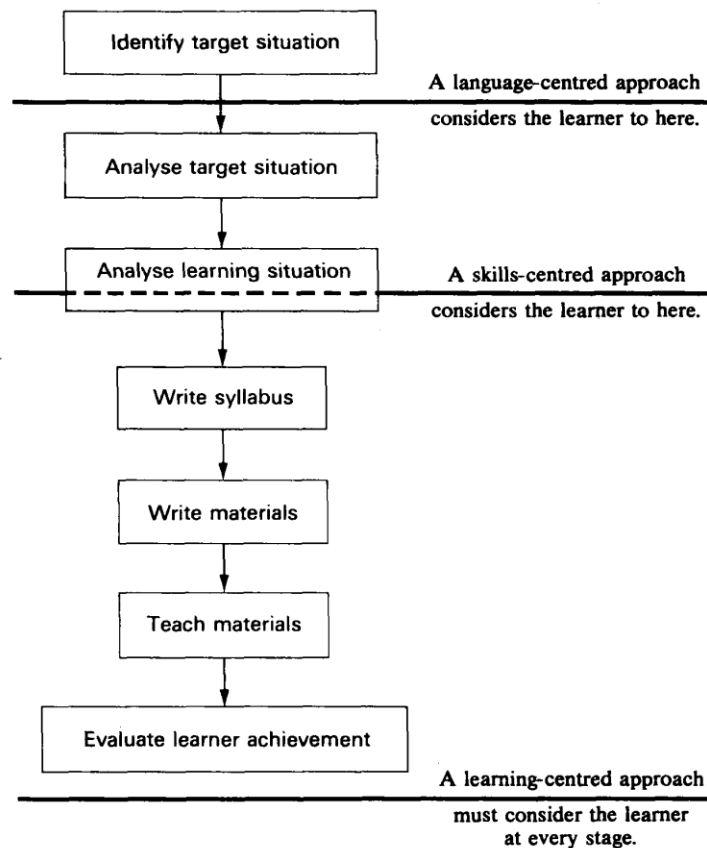 Identify target situation
A language-centred approach
considers the learner to here.
Analyse target situation
Analyse learning situation
A skills-centred approach
considers the learner to here.
Write syllabus
Write materials
Teach materials
Evaluate learner achievement
A learning-centred approach
must consider the learner
at every stage.